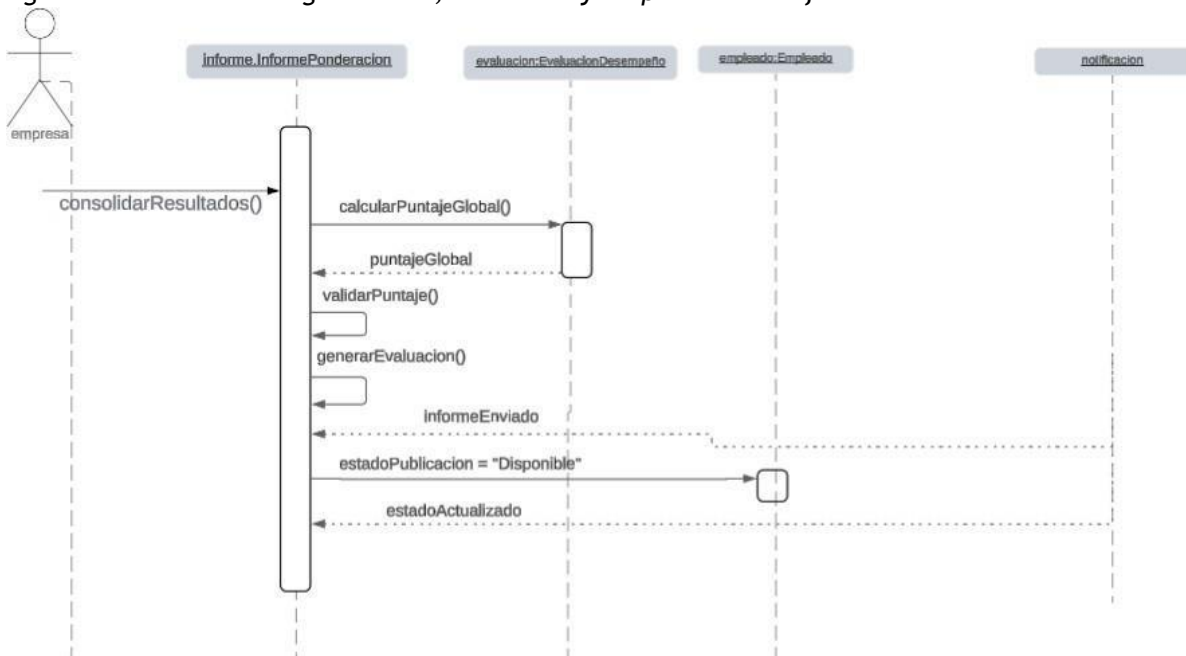 informe.InformePonderacion
evaluacion:EvaluacionDesempeño
empleado:Empleado
notificacion
empresa
consolidarResultados()
calcularPuntajeGlobal()
puntajeGlobal
validarPuntaje()
generarEvaluacion()
informeEnviado
estadoPublicacion = "Disponible"
estadoActualizado